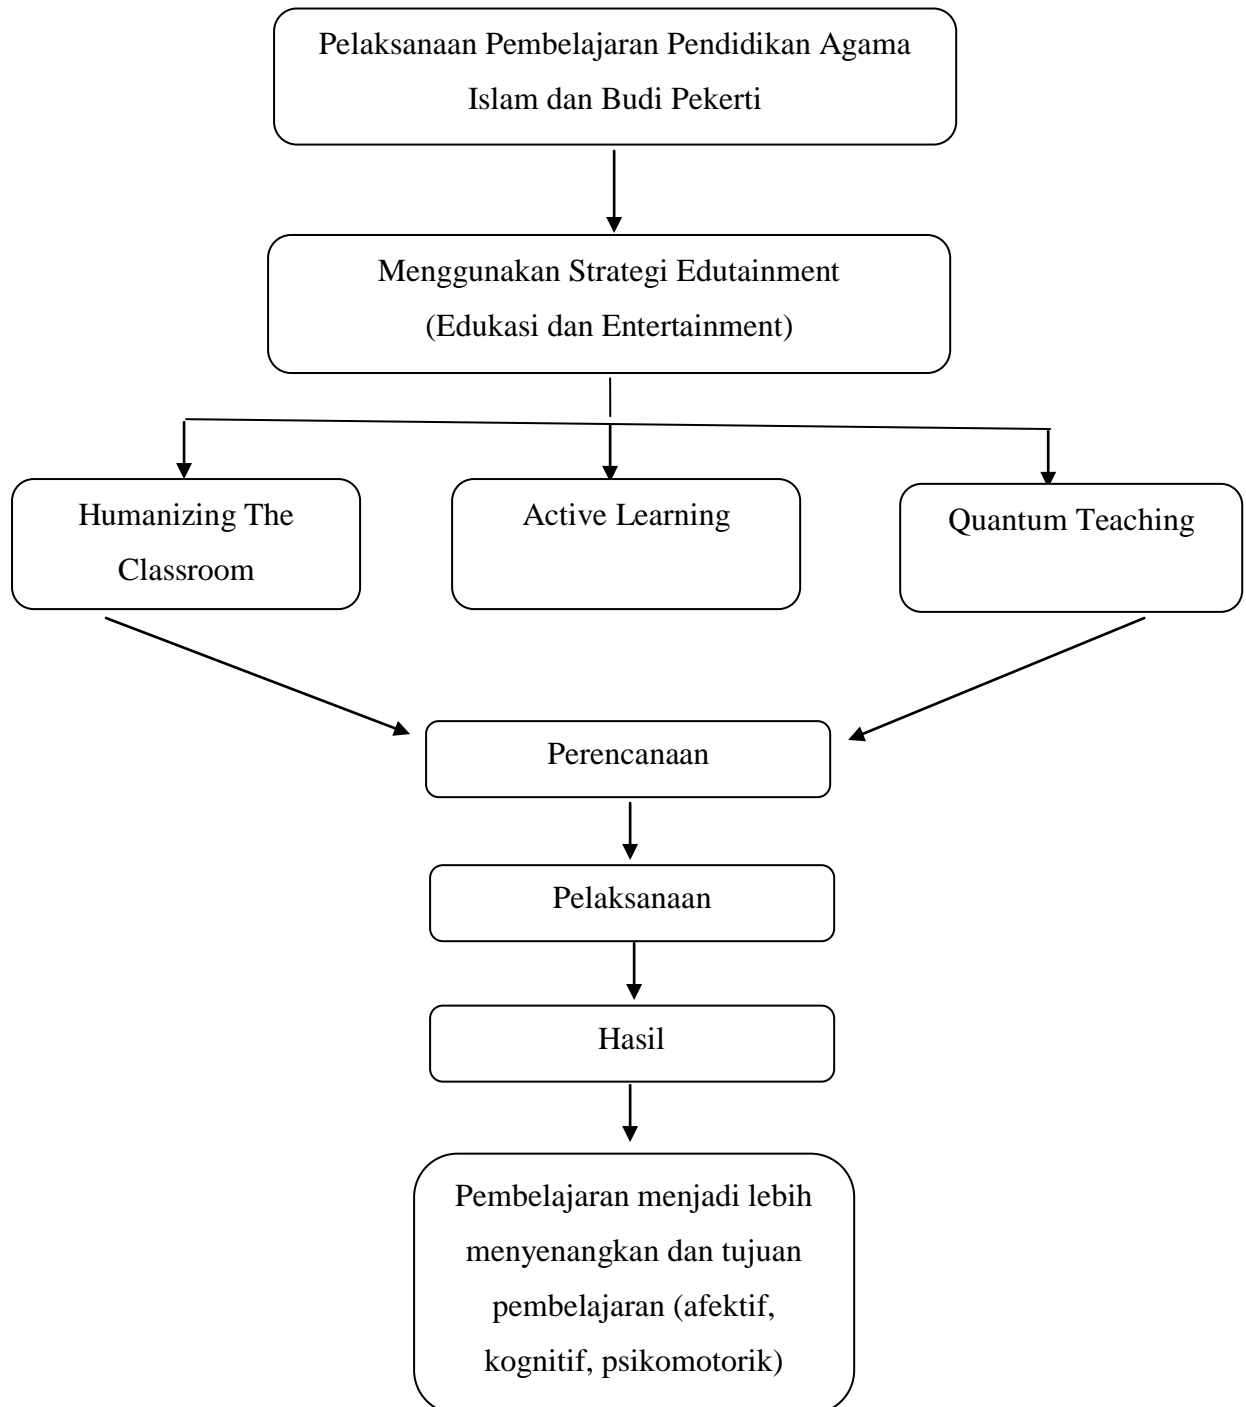 Pelaksanaan Pembelajaran Pendidikan Agama
Islam dan Budi Pekerti
Menggunakan Strategi Edutainment
(Edukasi dan Entertainment)
Humanizing The
Classroom
Active Learning
Quantum Teaching
Perencanaan
Pelaksanaan
Hasil
Pembelajaran menjadi lebih
menyenangkan dan tujuan
pembelajaran (afektif,
kognitif, psikomotorik)